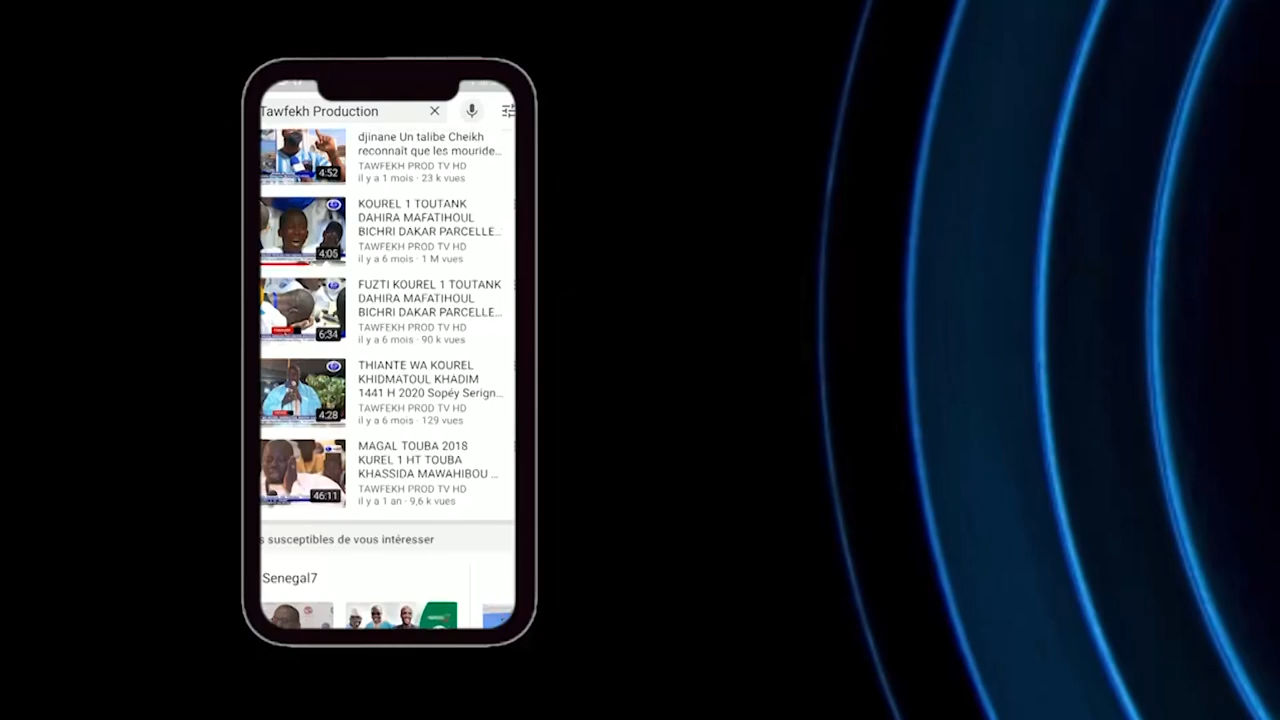 Tawfekh Production
djinane Un talibe Cheikh
reconnaît que les mouride…
TAWFEKH PROD TV HD
il y a 1 mois · 23 k vues
4:52
KOUREL 1 TOUTANK
DAHIRA MAFATIHOUL
BICHRI DAKAR PARCELLE…
TAWFEKH PROD TV HD
il y a 6 mois · 1 M vues
4:05
FUZTI KOUREL 1 TOUTANK
DAHIRA MAFATIHOUL
BICHRI DAKAR PARCELLE…
TAWFEKH PROD TV HD
il y a 6 mois · 90 k vues
6:34
THIANTE WA KOUREL
KHIDMATOUL KHADIM
1441 H 2020 Sopéy Serign…
TAWFEKH PROD TV HD
il y a 6 mois · 129 vues
4:28
MAGAL TOUBA 2018
KUREL 1 HT TOUBA
KHASSIDA MAWAHIBOU …
TAWFEKH PROD TV HD
il y a 1 an · 9,6 k vues
46:11
s susceptibles de vous intéresser
Senegal7